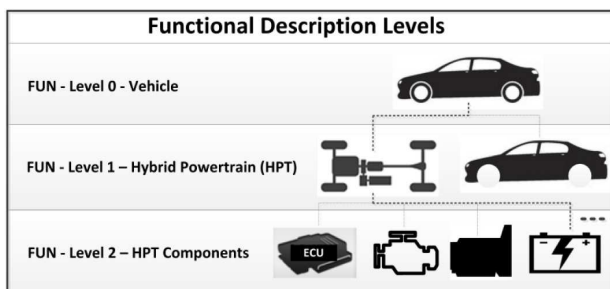 Functional Description Levels
FUN - Level 0 - Vehicle
FUN - Level 1 – Hybrid Powertrain (HPT)
FUN - Level 2 – HPT Components
ECU